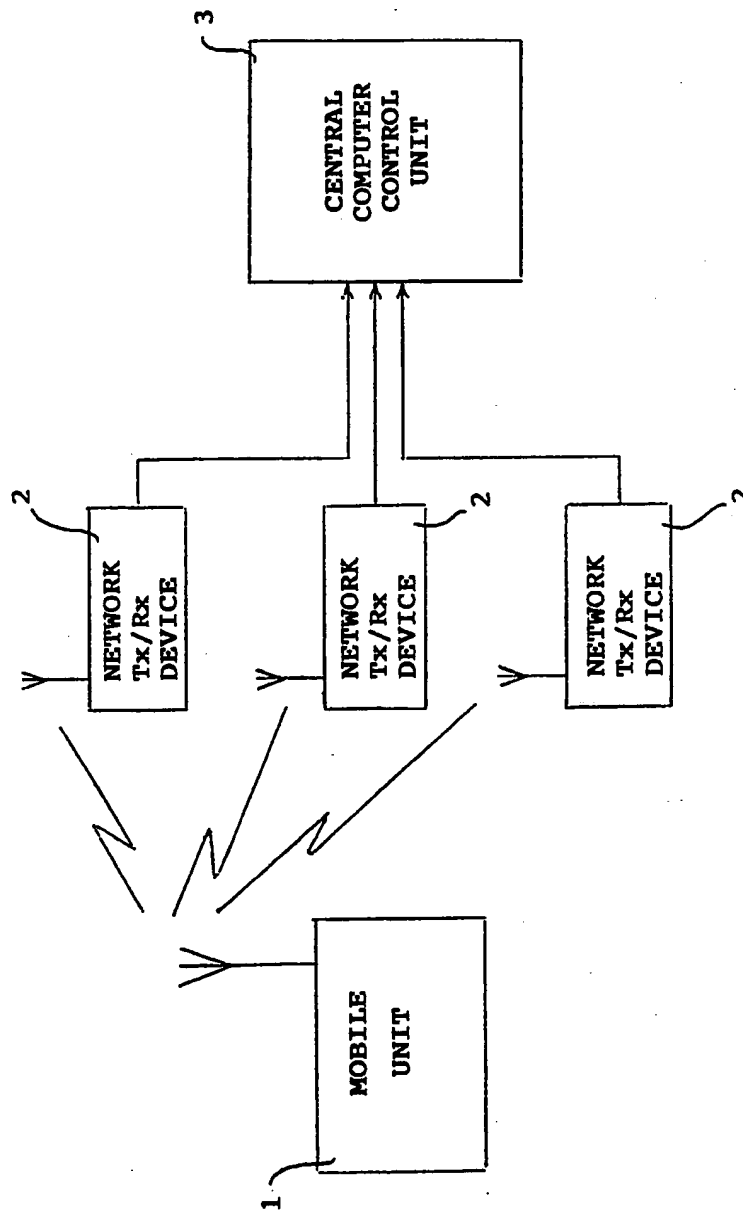 1
MOBILE
UNIT
2
NETWORK
Tx/Rx
DEVICE
2
NETWORK
Tx/Rx
DEVICE
2
NETWORK
Tx/Rx
DEVICE
3
CENTRAL
COMPUTER
CONTROL
UNIT